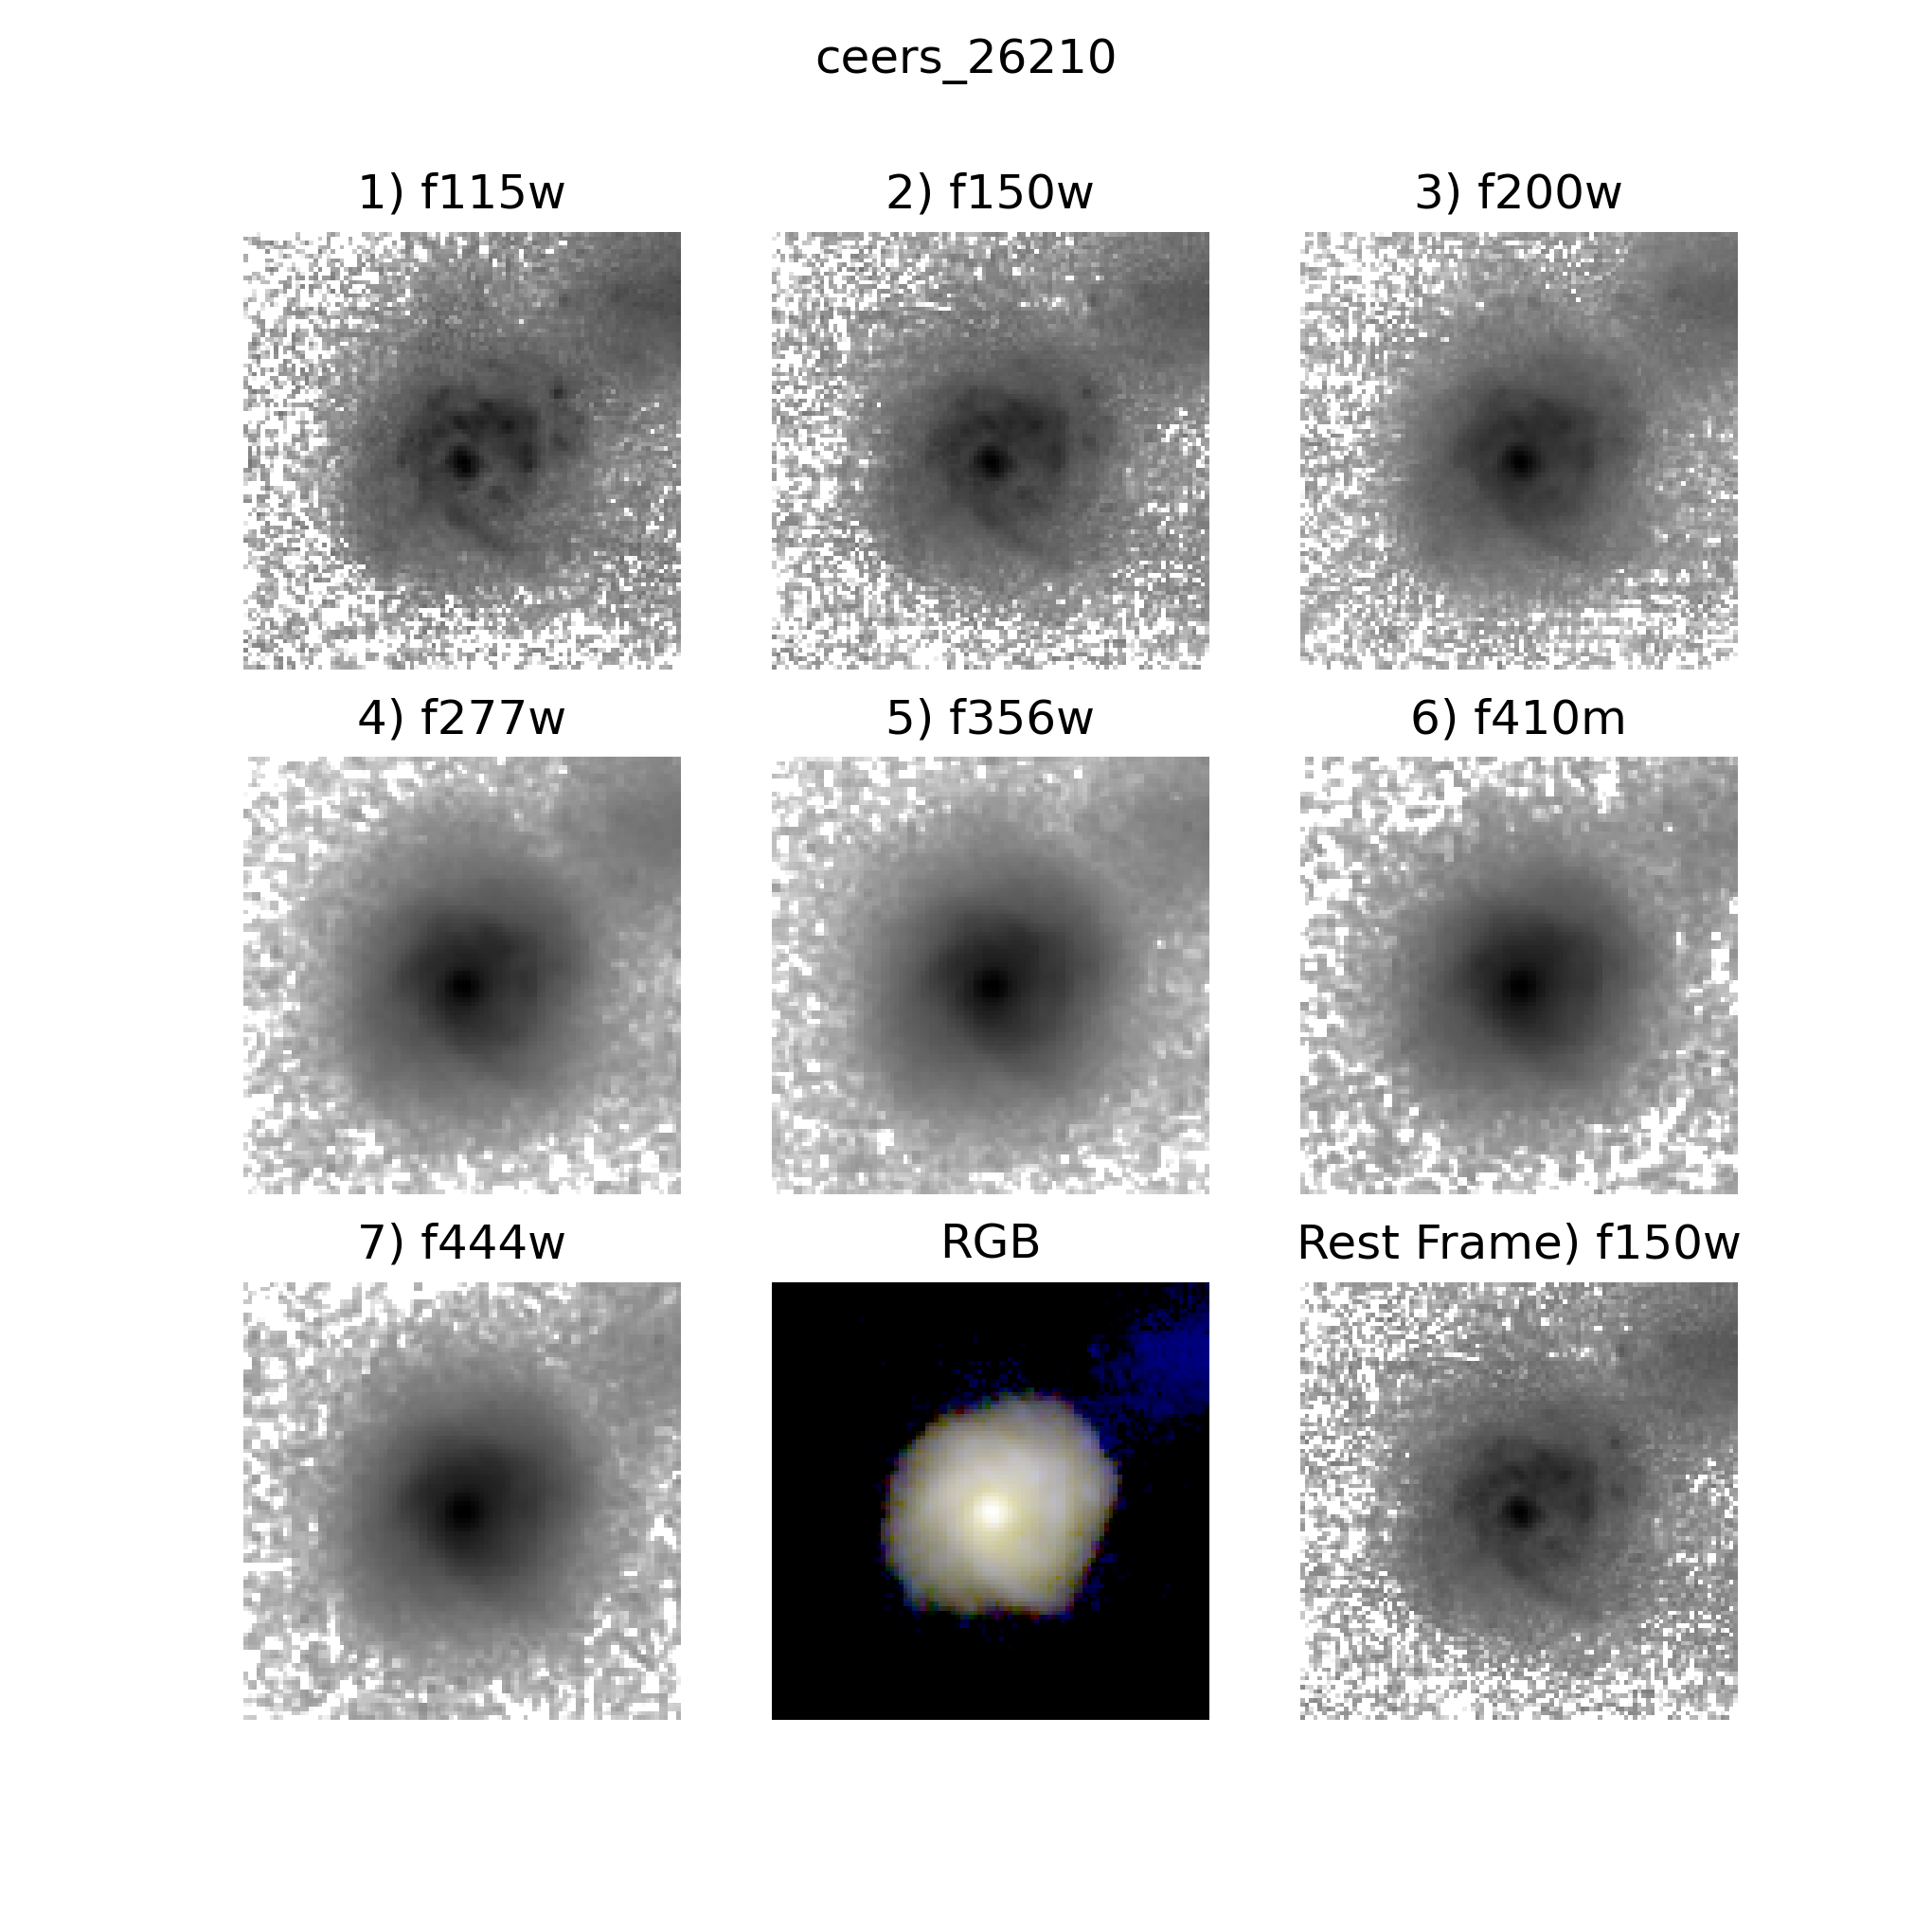 ceers_26210
1) f115w
2) f150w
3) f200w
4) f277w
5) f356w
6) f410m
7) f444w
RGB
Rest Frame) f150w